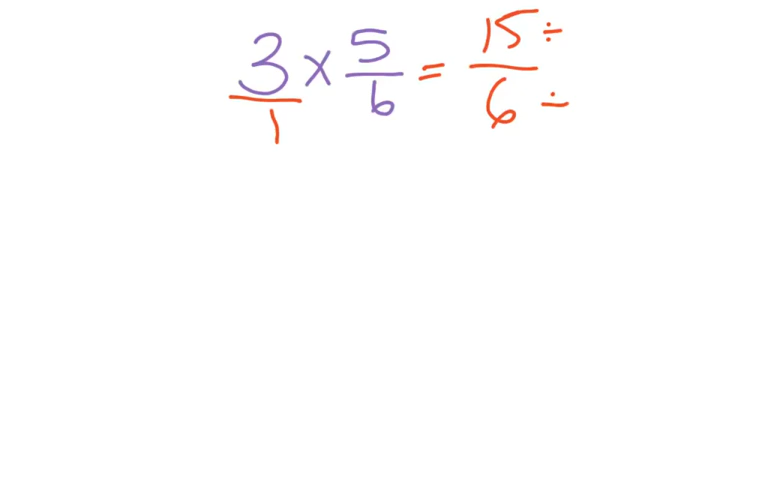 3/1 × 5/6 = 15 ÷/6 ÷